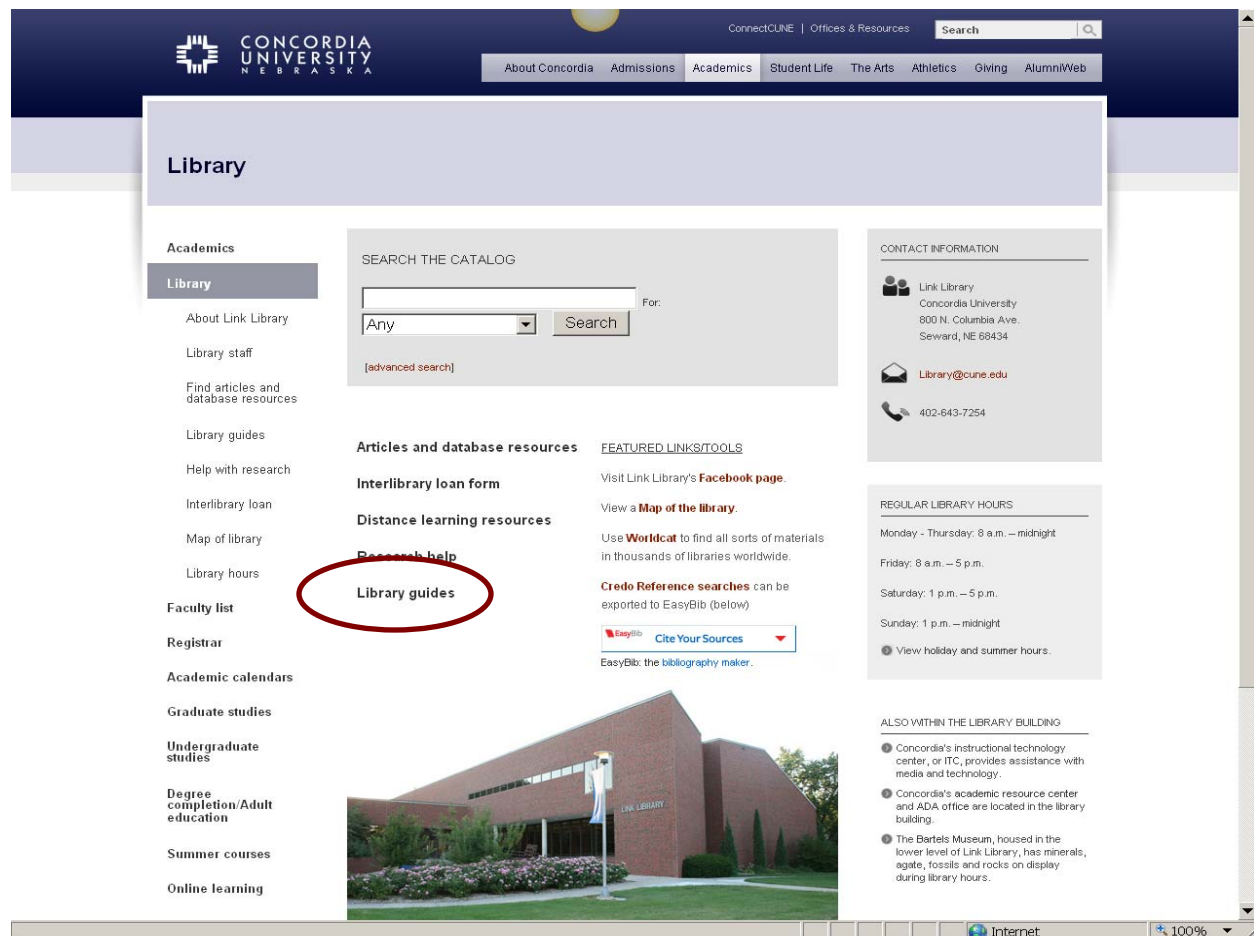 ConnectCUNE | Offices & Resources
Search
CONCORDIA
UNIVERSITY
NEBRASKA
About Concordia Admissions Academics Student Life The Arts Athletics Giving AlumniWeb
Library
Academics
Library
About Link Library
Library staff
Find articles and
database resources
Library guides
Help with research
Interlibrary loan
Map of library
Library hours
Faculty list
Registrar
Academic calendars
Graduate studies
Undergraduate
studies
Degree
completion/Adult
education
Summer courses
Online learning
SEARCH THE CATALOG
For:
Any
Search
[advanced search]
Articles and database resources
Interlibrary loan form
Distance learning resources
Research help
Library guides
FEATURED LINKS/TOOLS
Visit Link Library's Facebook page.
View a Map of the library.
Use Worldcat to find all sorts of materials
in thousands of libraries worldwide.
Credo Reference searches can be
exported to EasyBib (below)
EasyBib Cite Your Sources
EasyBib: the bibliography maker.
LINK LIBRARY
CONTACT INFORMATION
Link Library
Concordia University
800 N. Columbia Ave.
Seward, NE 68434
Library@cune.edu
402-643-7254
REGULAR LIBRARY HOURS
Monday - Thursday: 8 a.m. – midnight
Friday: 8 a.m. – 5 p.m.
Saturday: 1 p.m. – 5 p.m.
Sunday: 1 p.m. – midnight
View holiday and summer hours.
ALSO WITHIN THE LIBRARY BUILDING
Concordia's instructional technology
center, or ITC, provides assistance with
media and technology.
Concordia's academic resource center
and ADA office are located in the library
building.
The Bartels Museum, housed in the
lower level of Link Library, has minerals,
agate, fossils and rocks on display
during library hours.
Internet
100%